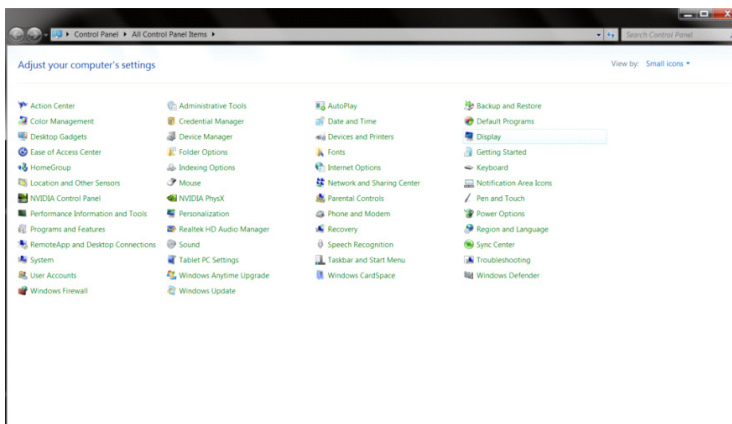 Control Panel All Control Panel Items Search Control Panel
Adjust your computer's settings View by: Small icons
Action Center Administrative Tools AutoPlay Backup and Restore
Color Management Credential Manager Date and Time Default Programs
Desktop Gadgets Device Manager Devices and Printers Display
Ease of Access Center Folder Options Fonts Getting Started
HomeGroup Indexing Options Internet Options Keyboard
Location and Other Sensors Mouse Network and Sharing Center Notification Area Icons
NVIDIA Control Panel NVIDIA PhysX Parental Controls Pen and Touch
Performance Information and Tools Personalization Phone and Modem Power Options
Programs and Features Realtek HD Audio Manager Recovery Region and Language
RemoteApp and Desktop Connections Sound Speech Recognition Sync Center
System Tablet PC Settings Taskbar and Start Menu Troubleshooting
User Accounts Windows Anytime Upgrade Windows CardSpace Windows Defender
Windows Firewall Windows Update